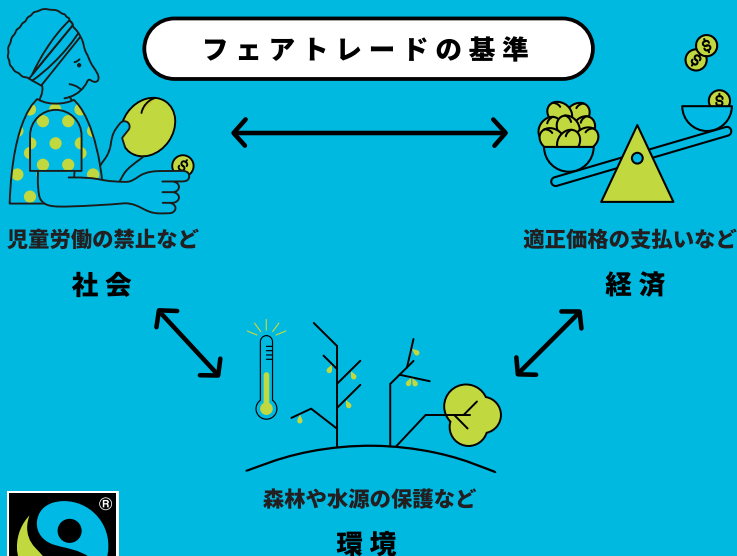 フェアトレードの基準
児童労働の禁止など
社会
適正価格の支払いなど
経済
森林や水源の保護など
環境
®